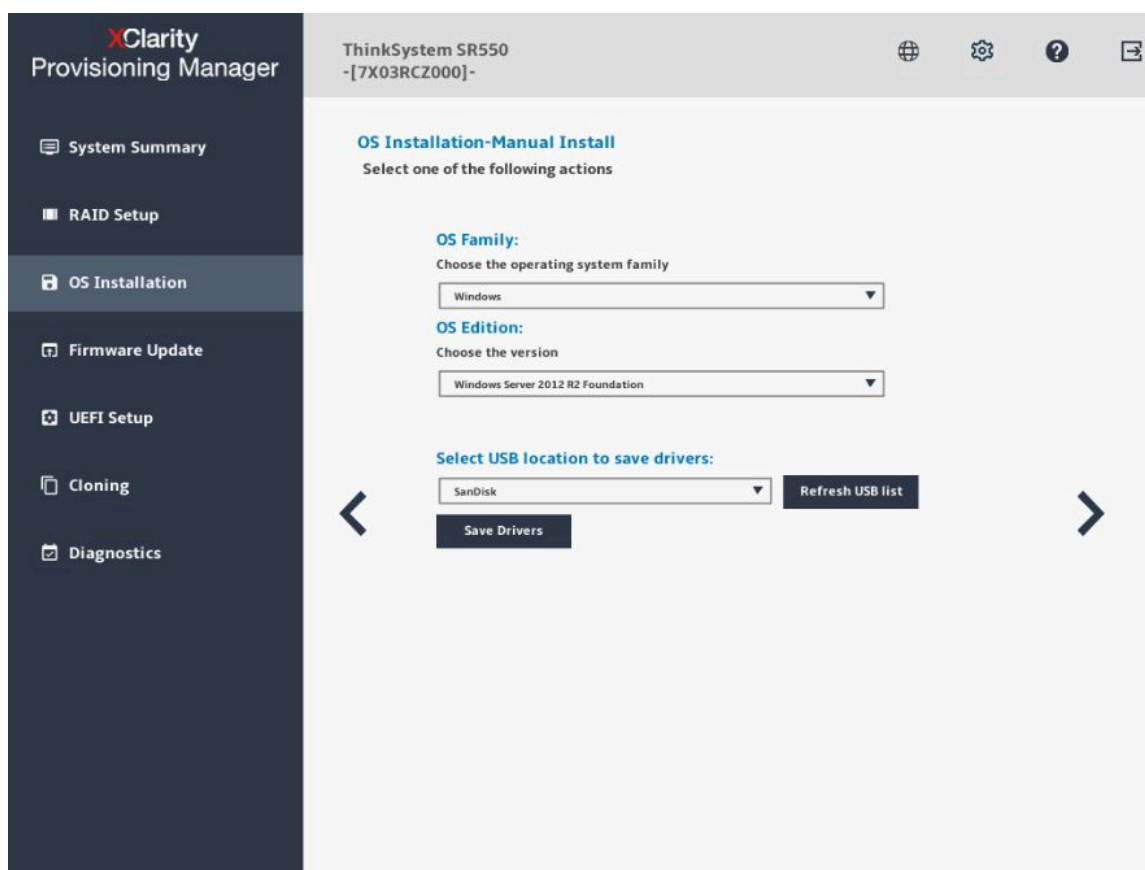 XClarity
Provisioning Manager
ThinkSystem SR550
-[7X03RCZ000]-
System Summary
RAID Setup
OS Installation
Firmware Update
UEFI Setup
Cloning
Diagnostics
OS Installation-Manual Install
Select one of the following actions
OS Family:
Choose the operating system family
Windows
OS Edition:
Choose the version
Windows Server 2012 R2 Foundation
Select USB location to save drivers:
SanDisk
Refresh USB list
Save Drivers